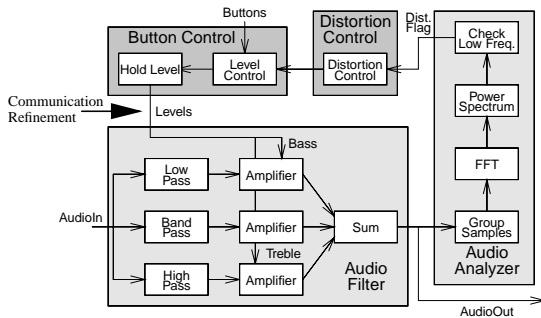 Buttons
Button Control
Hold Level
Level
Control
Distortion
Control
Distortion Control
Dist.
Flag
Check
Low Freq.
Power
Spectrum
FFT
Group
Samples
Audio
Analyzer
Communication
Refinement
Levels
Bass
Low
Pass
Amplifier
AudioIn
Band
Pass
Amplifier
Sum
Treble
High
Pass
Amplifier
Audio
Filter
AudioOut